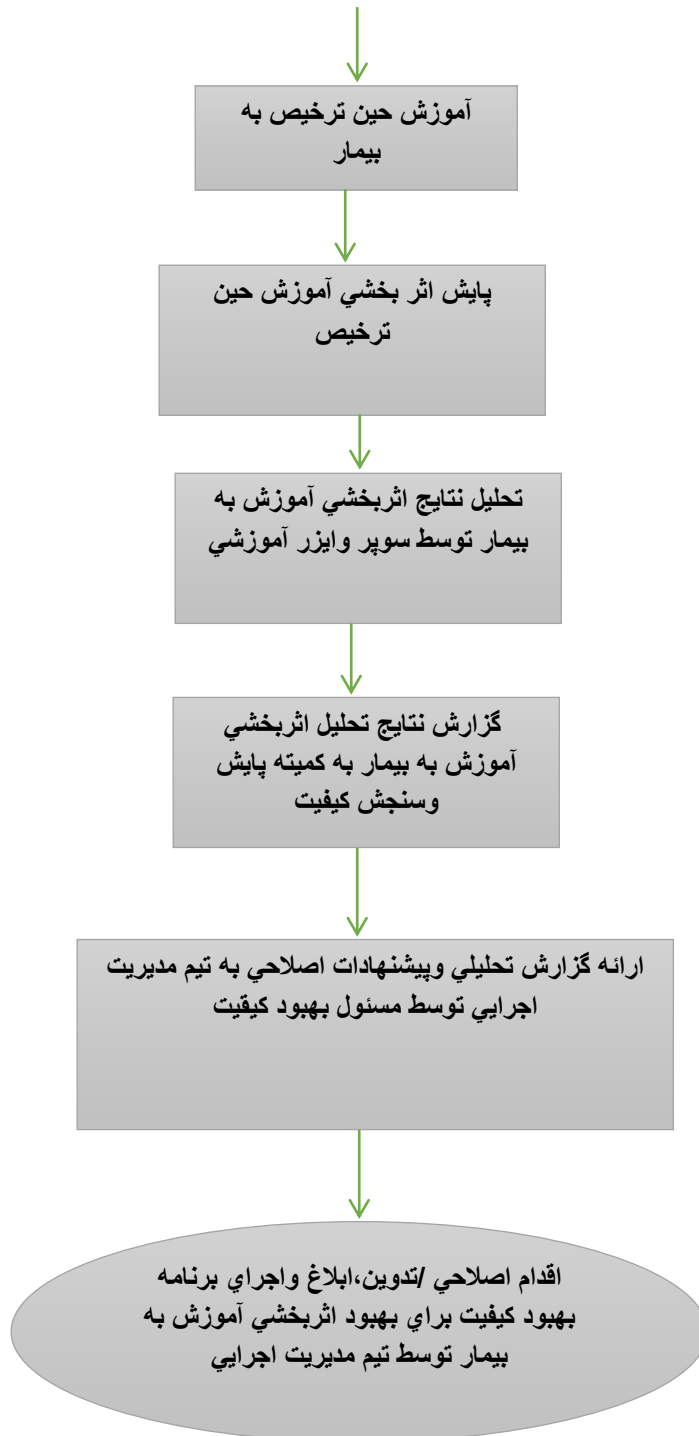 آموزش حين ترخيص به
بيمار
پايش اثر بخشي آموزش حين
ترخيص
تحليل نتايج اثربخشي آموزش به
بيمار توسط سوپر وايزر آموزشي
گزارش نتايج تحليل اثربخشي
آموزش به بيمار به كميته پايش
وسنجش كيفيت
ارائه گزارش تحليلي وپيشنهادات اصلاحي به تيم مديريت
اجرايي توسط مسئول بهبود كيقيت
اقدام اصلاحي /تدوين،ابلاغ واجراي برنامه
بهبود كيفيت براي بهبود اثربخشي آموزش به
بيمار توسط تيم مديريت اجرايي